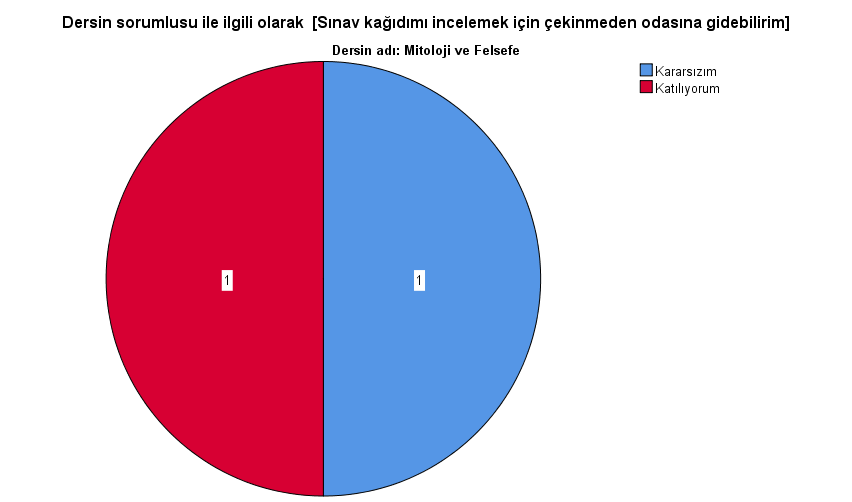 Dersin sorumlusu ile ilgili olarak [Sınav kağıdımı incelemek için çekinmeden odasına gidebilirim]
Dersin adı: Mitoloji ve Felsefe
Kararsızım
Katılıyorum
1
1